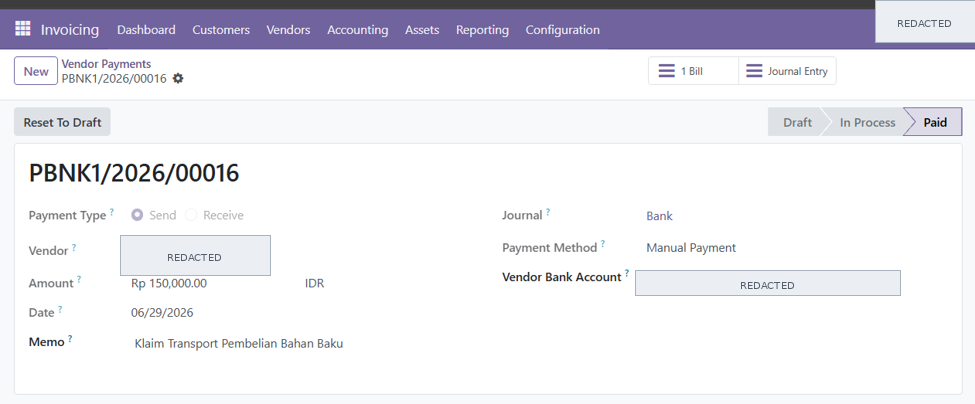 REDACTED
Invoicing Dashboard Customers Vendors Accounting Assets Reporting Configuration
New Vendor Payments
PBNK1/2026/00016
1 Bill Journal Entry
Reset To Draft
Draft In Process Paid
PBNK1/2026/00016
Payment Type ? Send Receive
Journal ? Bank
Vendor ? REDACTED
Payment Method ? Manual Payment
Amount ? Rp 150,000.00 IDR
Vendor Bank Account ? REDACTED
Date ? 06/29/2026
Memo ? Klaim Transport Pembelian Bahan Baku